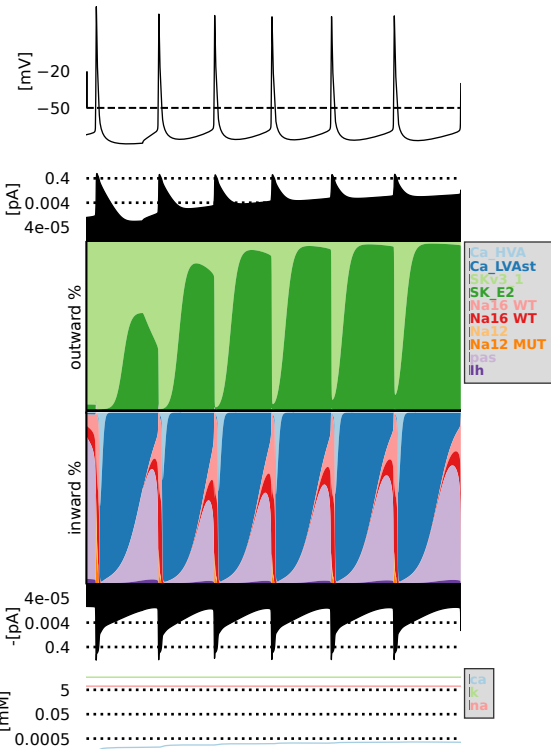 [mV]
−20
−50
[pA]
0.4
0.004
4e-05
outward %
Ca_HVA
Ca_LVAst
SKv3_1
SK_E2
Na16 WT
Na16 WT
Na12
Na12 MUT
pas
Ih
inward %
4e-05
0.004
0.4
-[pA]
ca
k
na
[mM]
5
0.05
0.0005